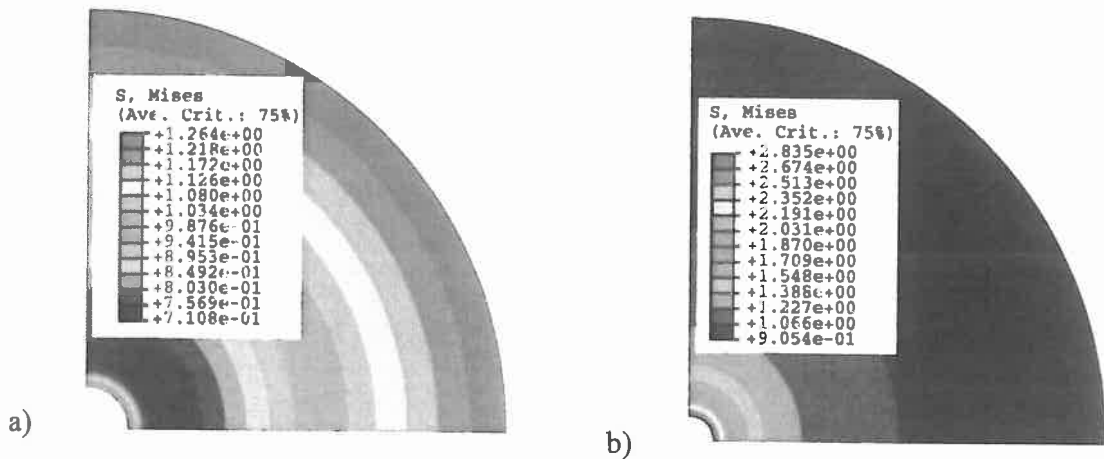 S, Mises
(Ave. Crit.: 75%)
+1.264e+00
+1.218e+00
+1.172e+00
+1.126e+00
+1.080e+00
+1.034e+00
+9.876e-01
+9.415e-01
+8.953e-01
+8.492e-01
+8.030e-01
+7.569e-01
+7.108e-01
a)
S, Mises
(Ave. Crit.: 75%)
+2.835e+00
+2.674e+00
+2.513e+00
+2.352e+00
+2.191e+00
+2.031e+00
+1.870e+00
+1.709e+00
+1.548e+00
+1.388e+00
+1.227e+00
+1.066e+00
+9.054e-01
b)